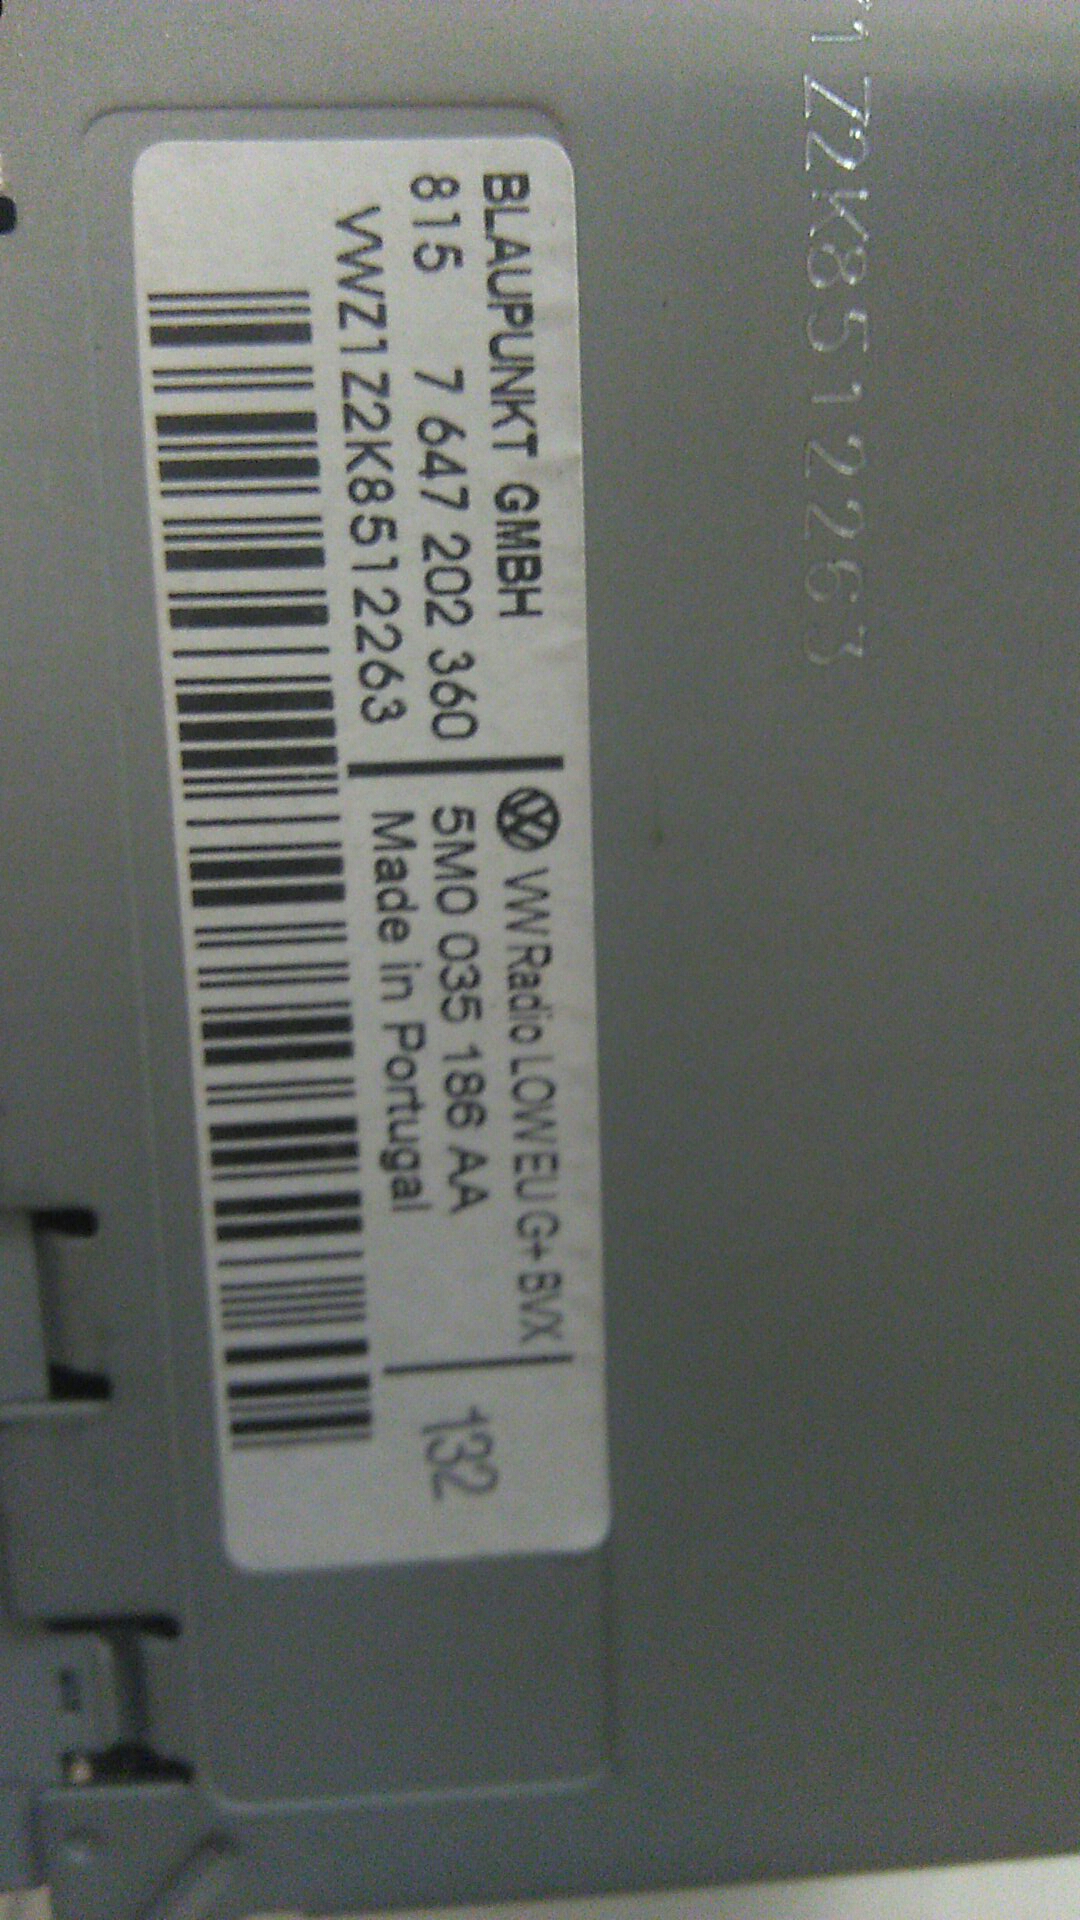 BLAUPUNKT GMBH
815 7 647 202 360
VWZ1Z2K8512263
VW Radio LOW EU G+ BVX
5M0 035 186 AA
Made in Portugal
132
1Z2K8512263